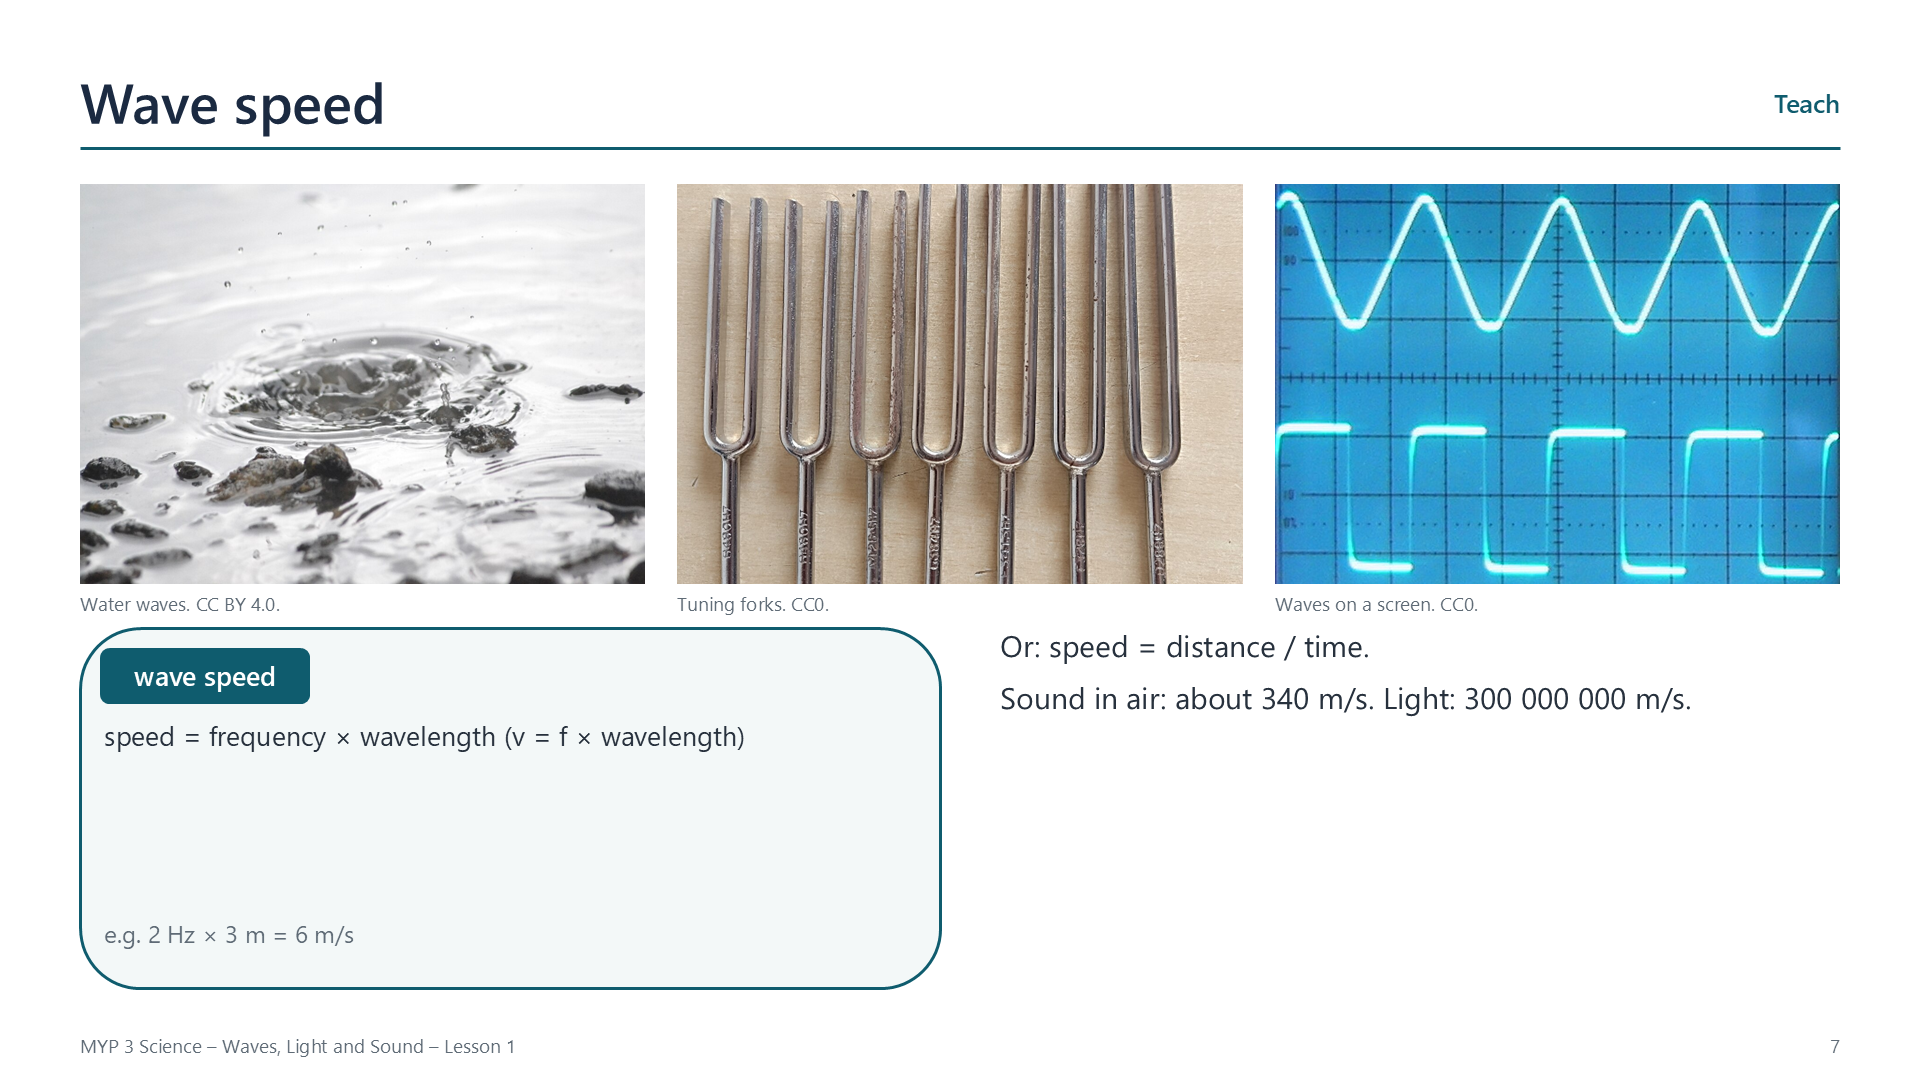 Wave speed
Teach
Water waves. CC BY 4.0.
Tuning forks. CC0.
Waves on a screen. CC0.
wave speed
speed = frequency × wavelength (v = f × wavelength)
e.g. 2 Hz × 3 m = 6 m/s
Or: speed = distance / time.
Sound in air: about 340 m/s. Light: 300 000 000 m/s.
MYP 3 Science – Waves, Light and Sound – Lesson 1
7